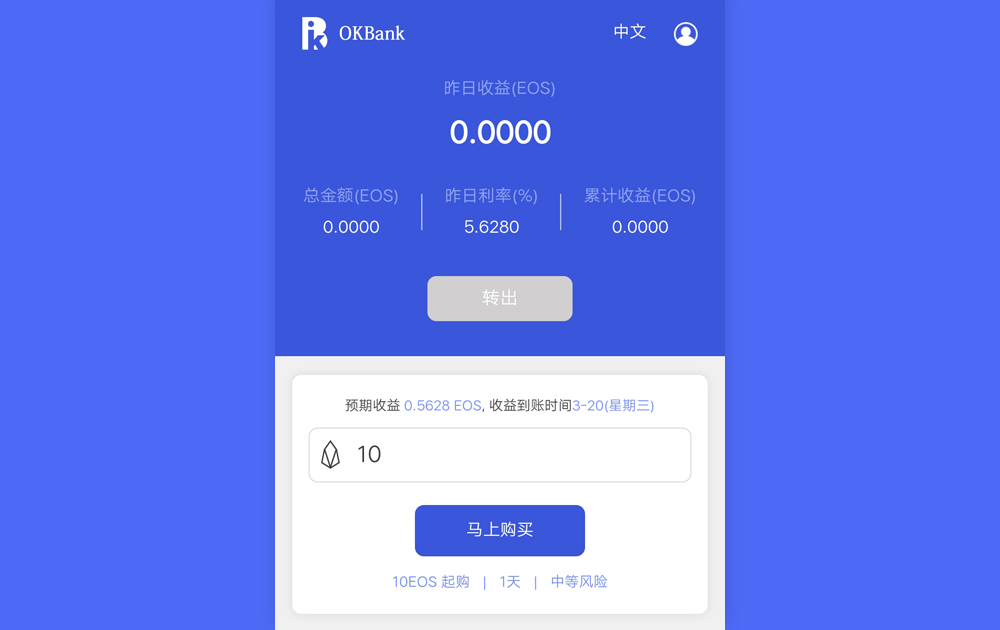 OKBank 中文
昨日收益(EOS)
0.0000
总金额(EOS) 昨日利率(%) 累计收益(EOS)
0.0000 5.6280 0.0000
转出
预期收益 0.5628 EOS, 收益到账时间3-20(星期三)
10
马上购买
10EOS 起购 | 1天 | 中等风险